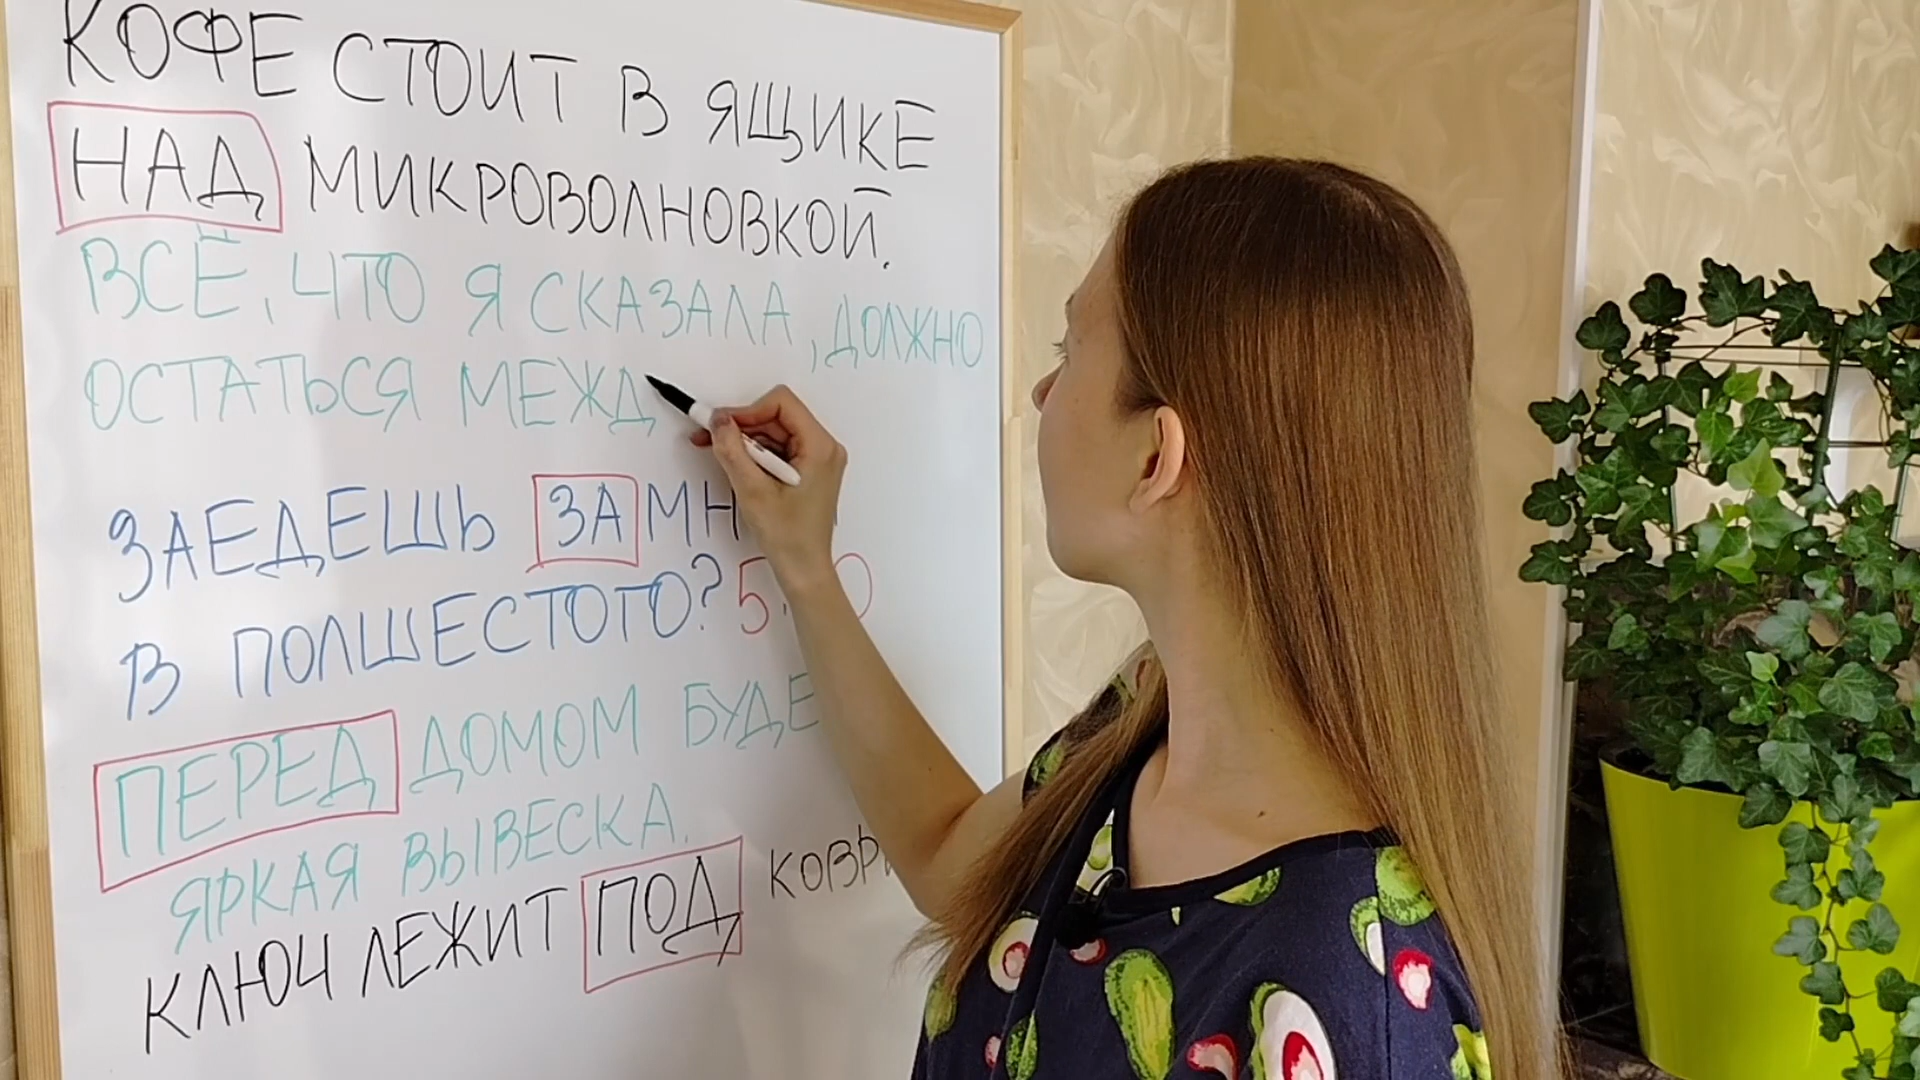 КОФЕ СТОИТ В ЯЩИКЕ
НАД МИКРОВОЛНОВКОЙ.
ВСЁ, ЧТО Я СКАЗАЛА, ДОЛЖНО
ОСТАТЬСЯ МЕЖД
ЗАЕДЕШЬ ЗА
В ПОЛШЕСТОГО?
ПЕРЕД ДОМОМ
ЯРКАЯ ВЫВЕСКА.
КЛЮЧ ЛЕЖИТ ПОД